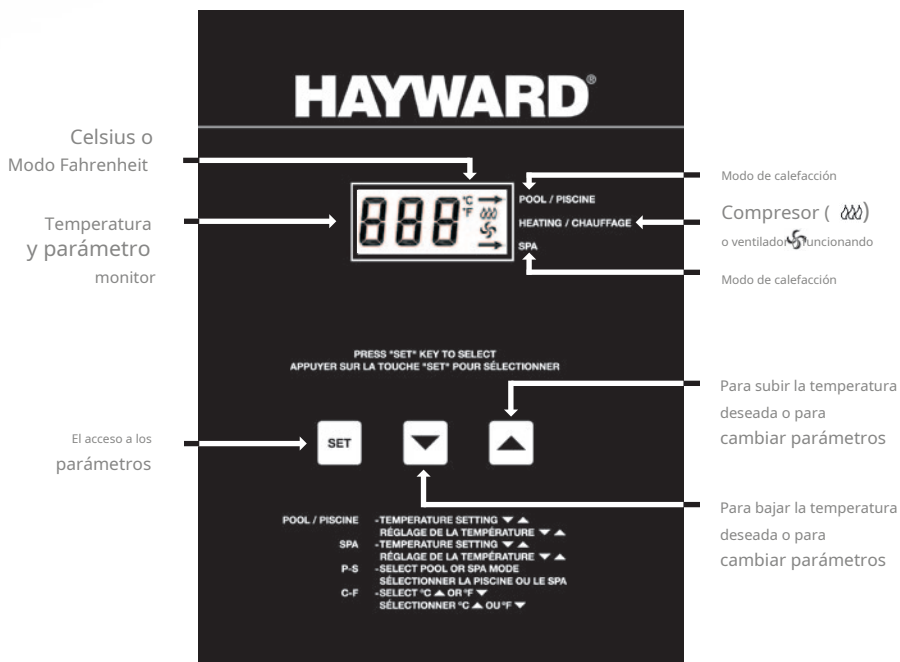 HAYWARD®
Celsius o
Modo Fahrenheit
Temperatura
y parámetro
monitor
888 °C
°F
POOL / PISCINE
HEATING / CHAUFFAGE
SPA
Modo de calefacción
Compresor ( )
o ventilador funcionando
Modo de calefacción
PRESS "SET" KEY TO SELECT
APPUYER SUR LA TOUCHE "SET" POUR SÉLECTIONNER
El acceso a los
parámetros
SET
Para subir la temperatura
deseada o para
cambiar parámetros
Para bajar la temperatura
deseada o para
cambiar parámetros
POOL / PISCINE -TEMPERATURE SETTING ▼ ▲
RÉGLAGE DE LA TEMPÉRATURE ▼ ▲
SPA -TEMPERATURE SETTING ▼ ▲
RÉGLAGE DE LA TEMPÉRATURE ▼ ▲
P-S -SELECT POOL OR SPA MODE
SÉLECTIONNER LA PISCINE OU LE SPA
C-F -SELECT °C ▲ OR °F ▼
SÉLECTIONNER °C ▲ OU °F ▼